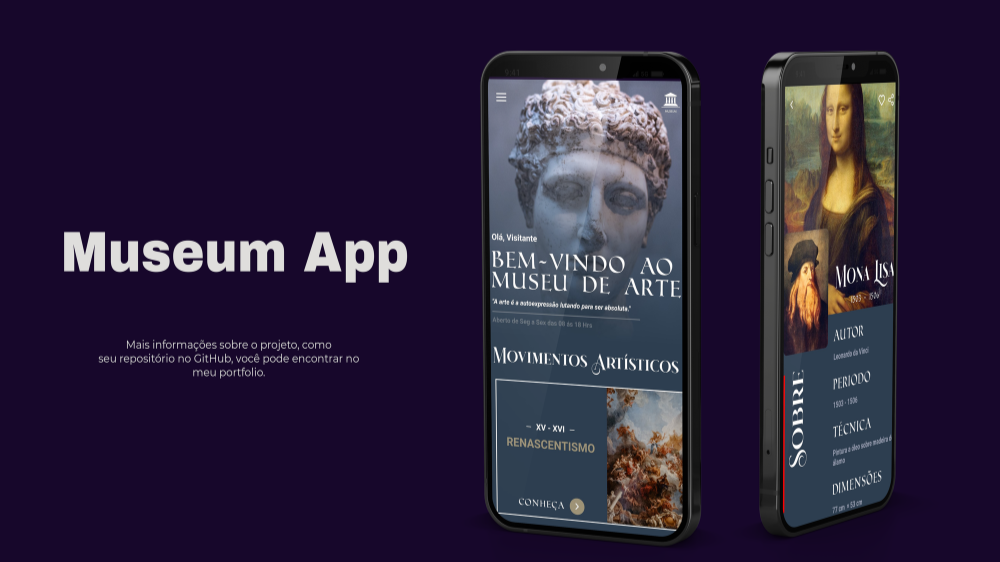 Museum App
Mais informações sobre o projeto, como
seu repositório no GitHub, você pode encontrar no
meu portfolio.
Olá, Visitante
BEM-VINDO AO
MUSEU DE ARTE
"A arte é a autoexpressão lutando para ser absoluta."
Aberto de Seg a Sex das 08 às 18 Hrs
MOVIMENTOS ARTÍSTICOS
— XV - XVI —
RENASCENTISMO
CONHEÇA
MONA LISA
1503 - 1506
SOBRE
AUTOR
Leonardo da Vinci
PERIODO
1503 - 1506
TÉCNICA
Pintura a óleo sobre madeira de
álamo
DIMENSÕES
77 cm × 53 cm